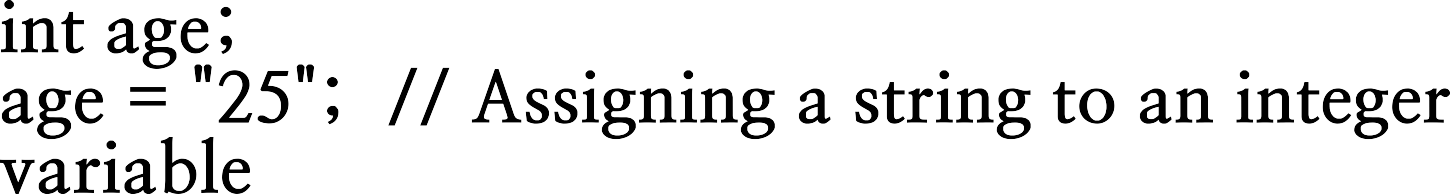 int age;
age = "25";  // Assigning a string to an integer
variable